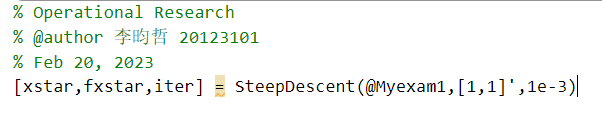 % Operational Research
% @author 李昀哲 20123101
% Feb 20, 2023
[xstar,fxstar,iter] = SteepDescent(@Myexam1,[1,1]',1e-3)